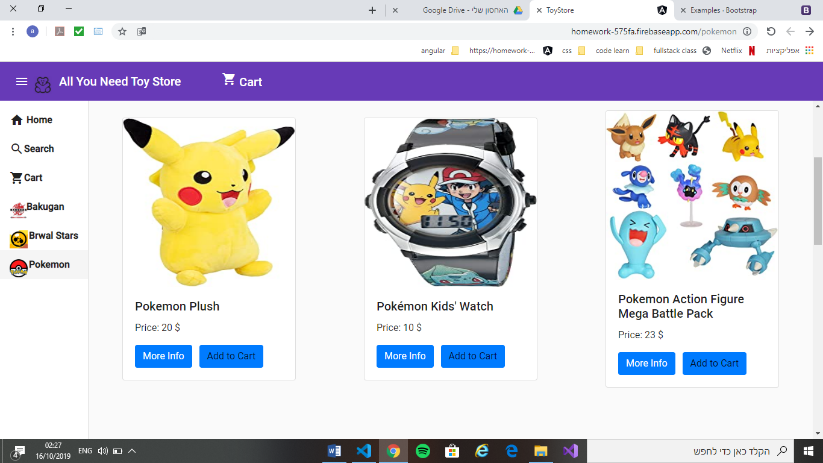 האחסון שלי - Google Drive
ToyStore
Examples · Bootstrap
homework-575fa.firebaseapp.com/pokemon
angular
https://homework-...
css
code learn
fullstack class
Netflix
אפליקציות
All You Need Toy Store
Cart
Home
Search
Cart
Bakugan
Brwal Stars
Pokemon
Pokemon Plush
Price: 20 $
More Info
Add to Cart
Pokémon Kids' Watch
Price: 10 $
More Info
Add to Cart
Pokemon Action Figure
Mega Battle Pack
Price: 23 $
More Info
Add to Cart
02:27
16/10/2019
ENG
הקלד כאן כדי לחפש